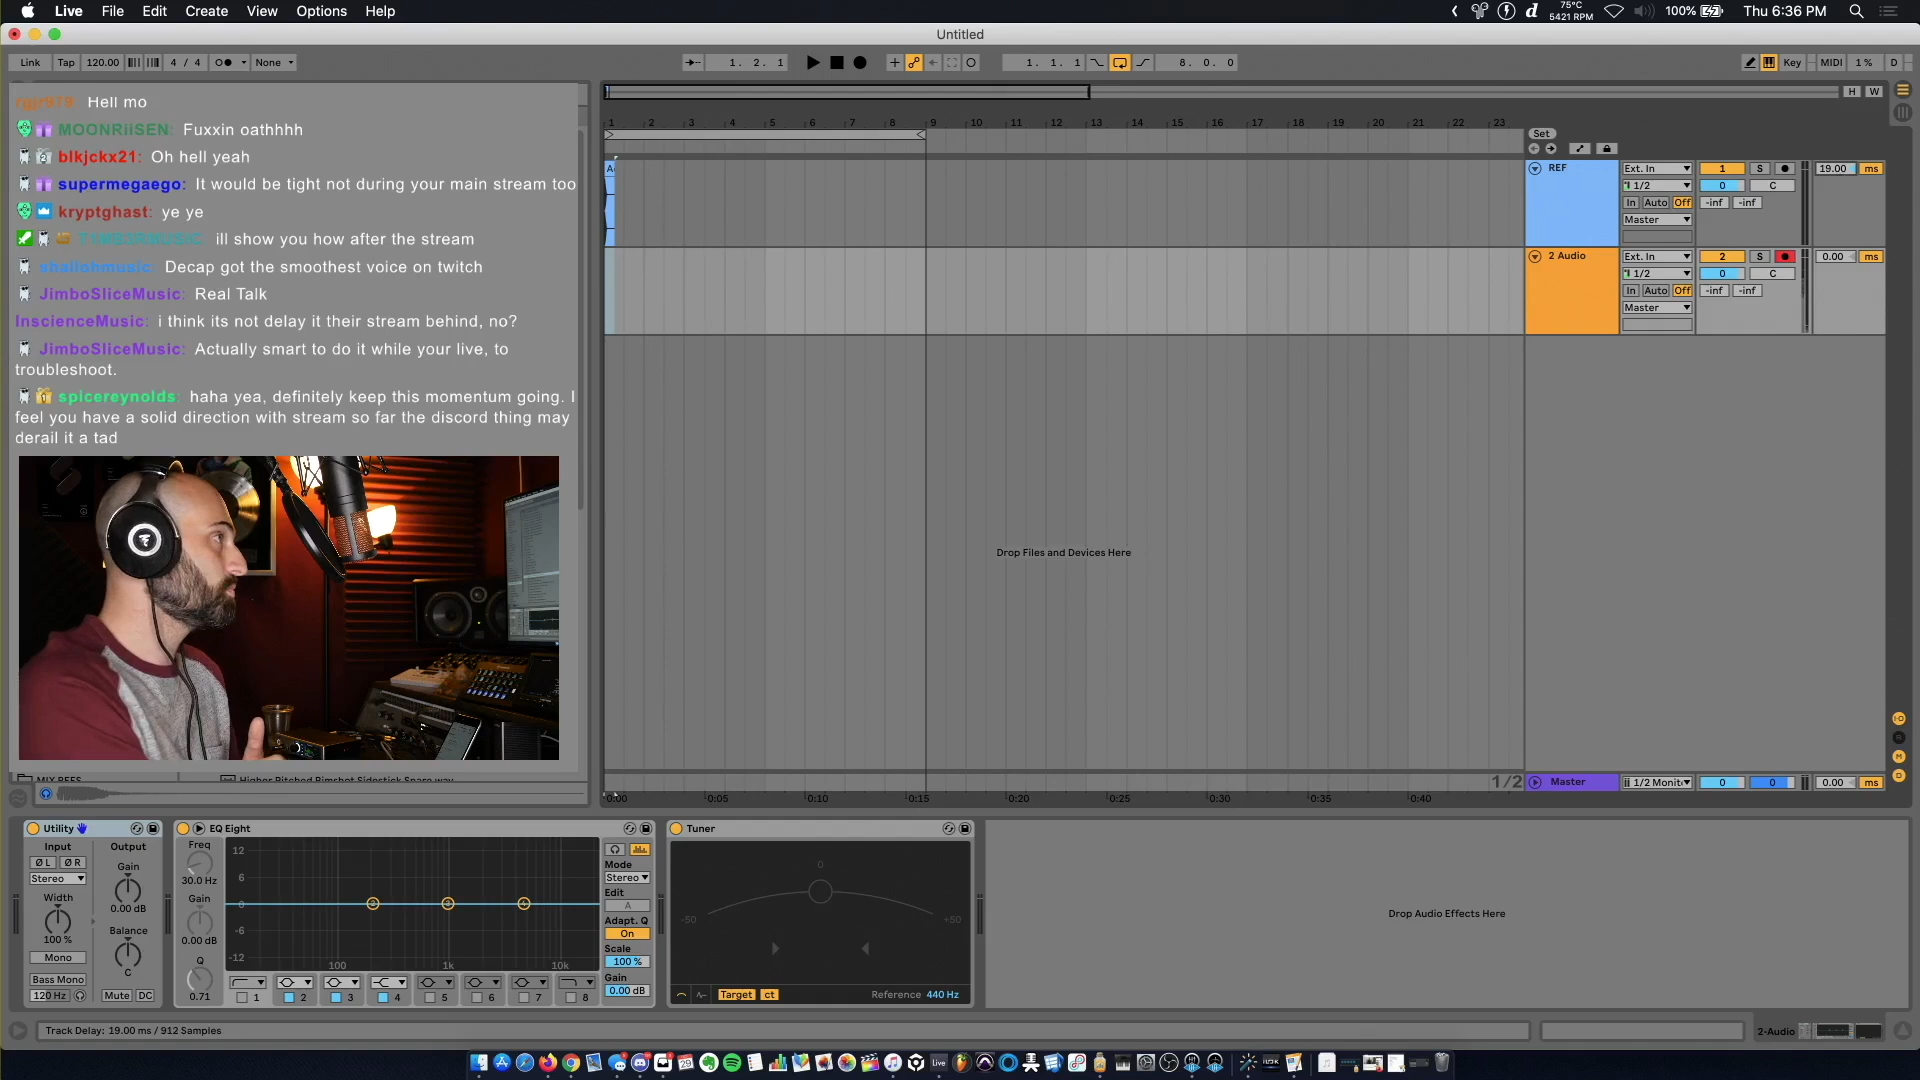 Live File Edit Create View Options Help
75°C
5421 RPM
100%
Thu 6:36 PM
Untitled
Link Tap 120.00 4 / 4 None
1. 2. 1
1. 1. 1
8. 0. 0
Key MIDI 1 % D
rgjr979: Hell mo
MOONRiiSEN: Fuxxin oathhhh
blkjckx21: Oh hell yeah
supermegaego: It would be tight not during your main stream too
kryptghast: ye ye
ill show you how after the stream
shailohmusic: Decap got the smoothest voice on twitch
JimboSliceMusic: Real Talk
InscienceMusic: i think its not delay it their stream behind, no?
JimboSliceMusic: Actually smart to do it while your live, to
troubleshoot.
spicereynolds: haha yea, definitely keep this momentum going. I
feel you have a solid direction with stream so far the discord thing may
derail it a tad
MIX REFS
Higher Pitched Rimshot Sidestick Snare.wav
H W
1 2 3 4 5 6 7 8 9 10 11 12 13 14 15 16 17 18 19 20 21 22 23
Set
REF Ext. In 1 S 19.00 ms
1/2 0 C
In Auto Off -inf -inf
Master
2 Audio Ext. In 2 S 0.00 ms
1/2 0 C
In Auto Off -inf -inf
Master
Drop Files and Devices Here
1/2 Master 1/2 Monit 0 0 0.00 ms
0:00 0:05 0:10 0:15 0:20 0:25 0:30 0:35 0:40
Utility
Input Output
Ø L Ø R
Gain
Stereo
Width
0.00 dB
100 %
Balance
Mono
C
Bass Mono
120 Hz Mute DC
EQ Eight
Freq
30.0 Hz
Gain
0.00 dB
Q
0.71
12
6
0
-6
-12
100 1k 10k
1 2 3 4 5 6 7 8
Mode
Stereo
Edit
A
Adapt. Q
On
Scale
100 %
Gain
0.00 dB
Tuner
0
-50 +50
Target ct Reference 440 Hz
Drop Audio Effects Here
Track Delay: 19.00 ms / 912 Samples
2-Audio